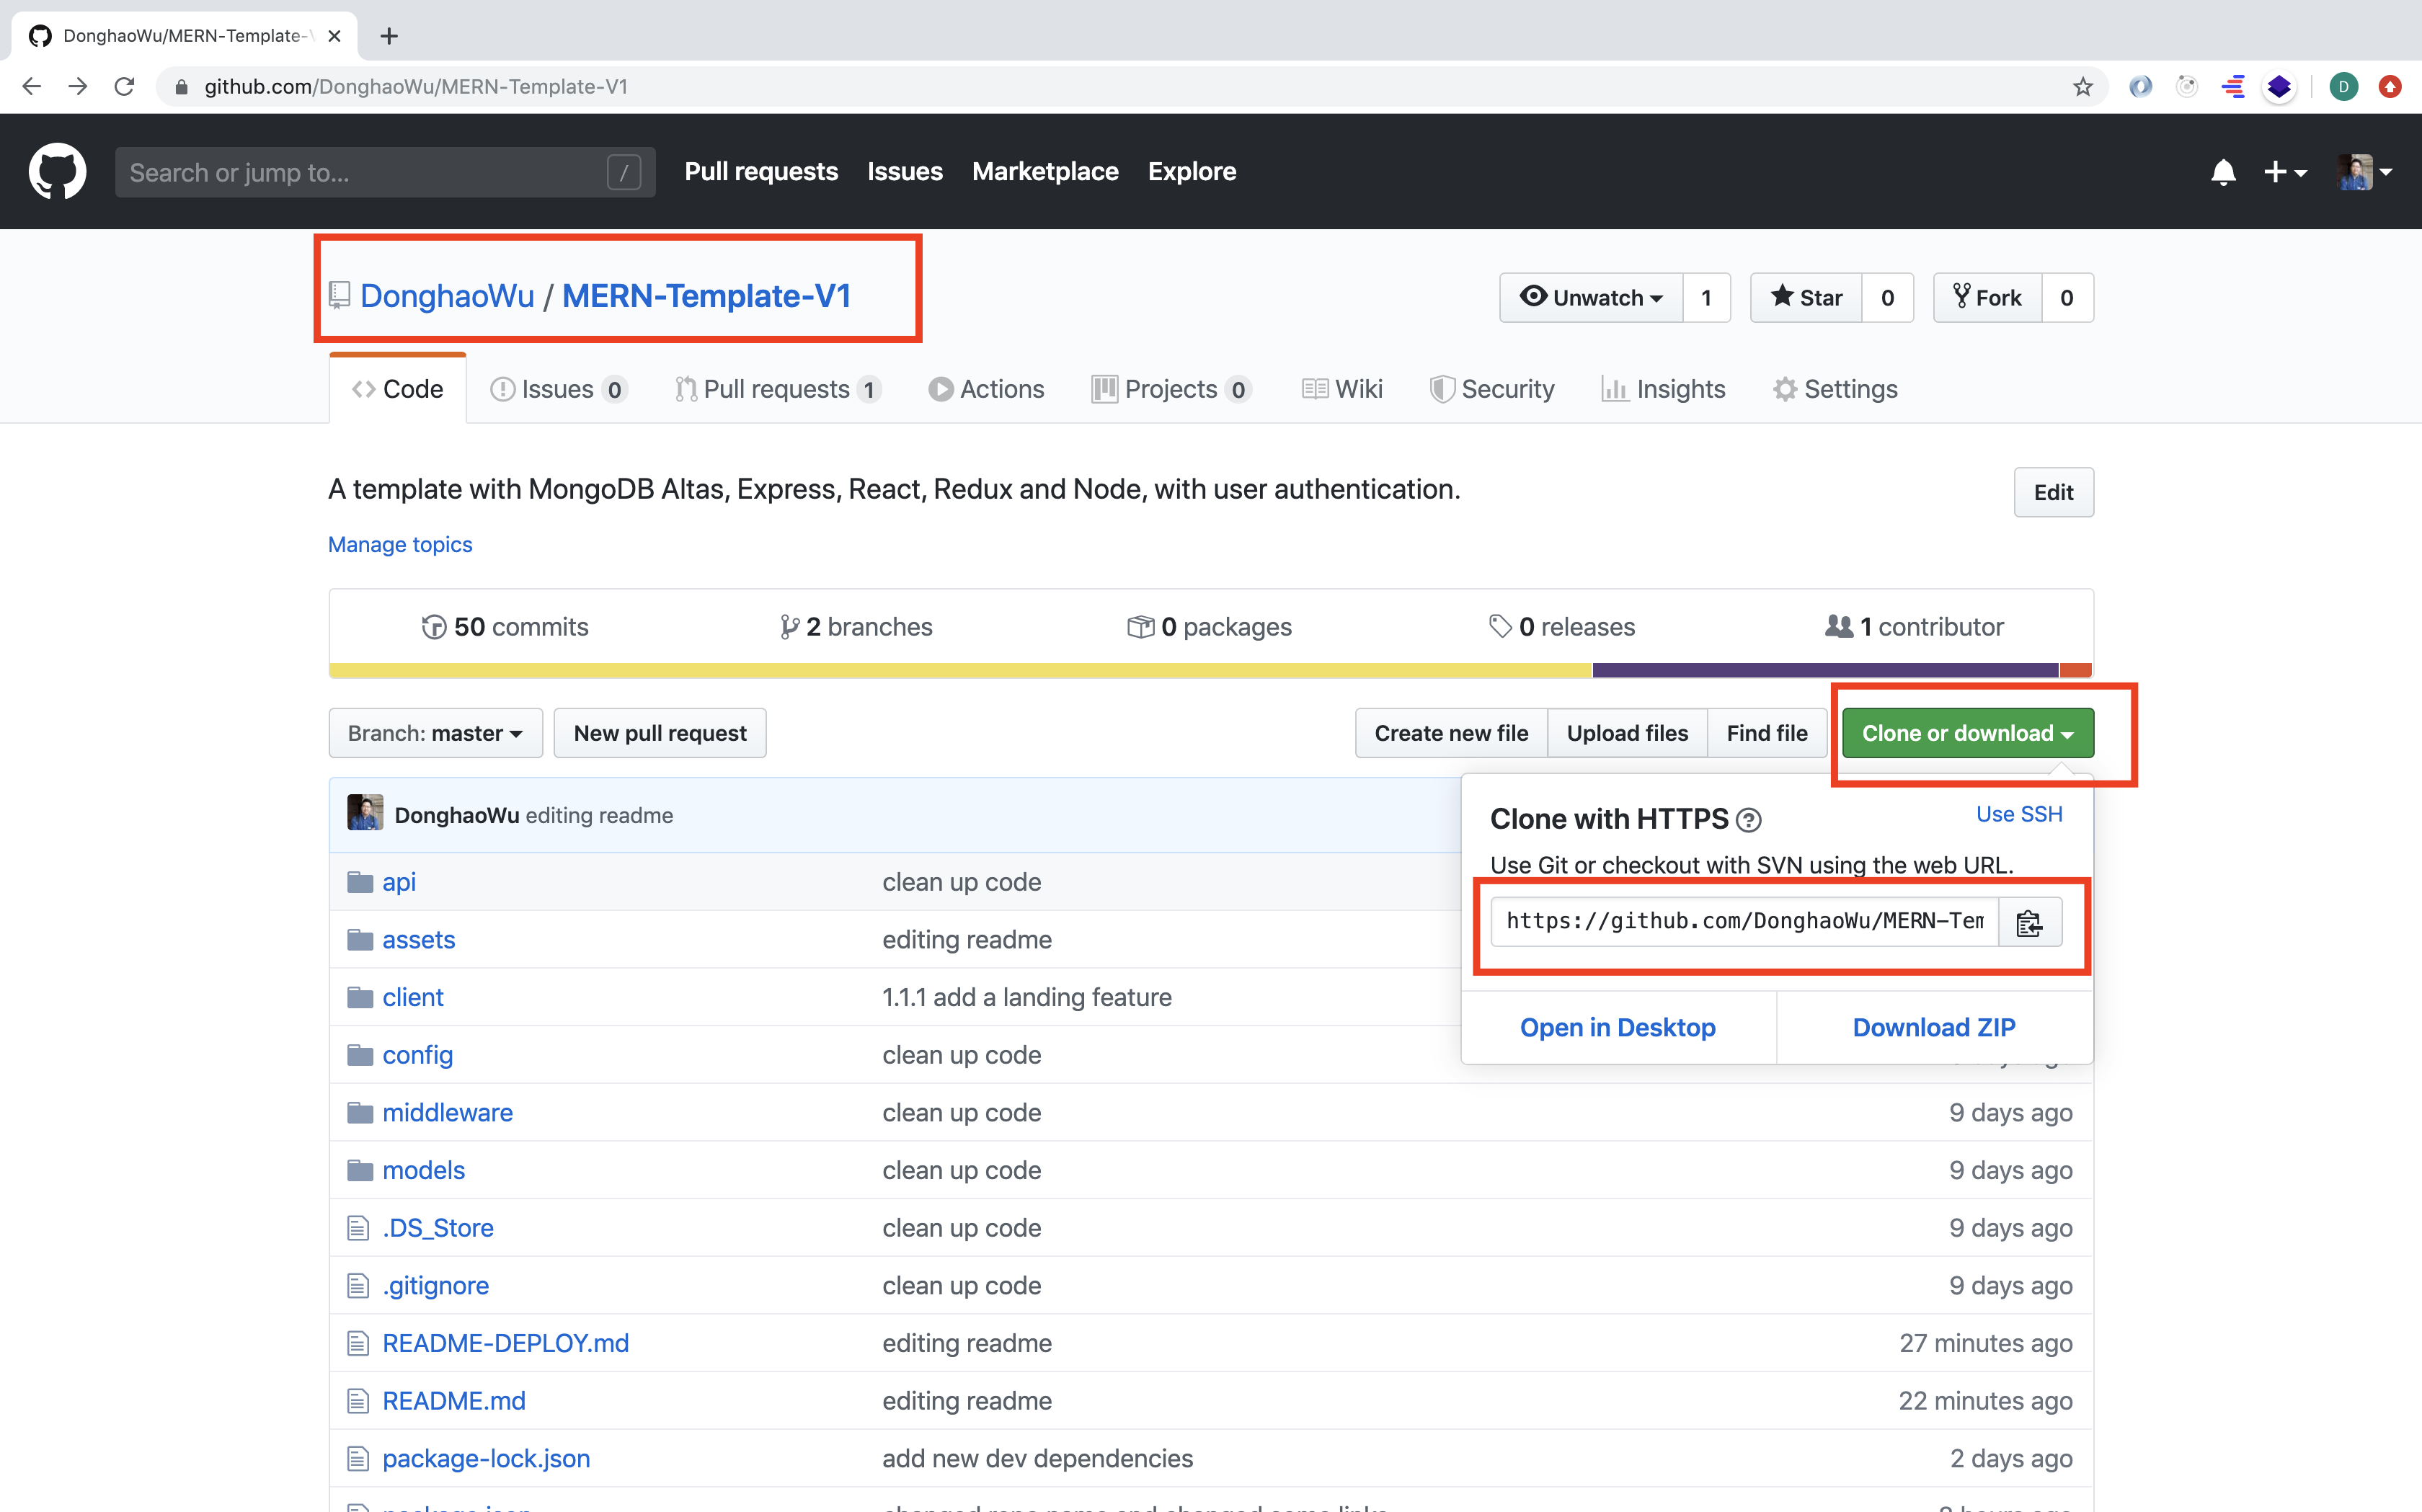 DonghaoWu/MERN-Template-
github.com/DonghaoWu/MERN-Template-V1
D
Search or jump to... /
Pull requests Issues Marketplace Explore
DonghaoWu / MERN-Template-V1
Unwatch 1 Star 0 Fork 0
Code Issues 0 Pull requests 1 Actions Projects 0 Wiki Security Insights Settings
A template with MongoDB Altas, Express, React, Redux and Node, with user authentication.
Edit
Manage topics
50 commits 2 branches 0 packages 0 releases 1 contributor
Branch: master New pull request Create new file Upload files Find file Clone or download
DonghaoWu editing readme
Clone with HTTPS ? Use SSH
Use Git or checkout with SVN using the web URL.
https://github.com/DonghaoWu/MERN-Tem
Open in Desktop Download ZIP
api clean up code
assets editing readme
client 1.1.1 add a landing feature
config clean up code
middleware clean up code 9 days ago
models clean up code 9 days ago
.DS_Store clean up code 9 days ago
.gitignore clean up code 9 days ago
README-DEPLOY.md editing readme 27 minutes ago
README.md editing readme 22 minutes ago
package-lock.json add new dev dependencies 2 days ago